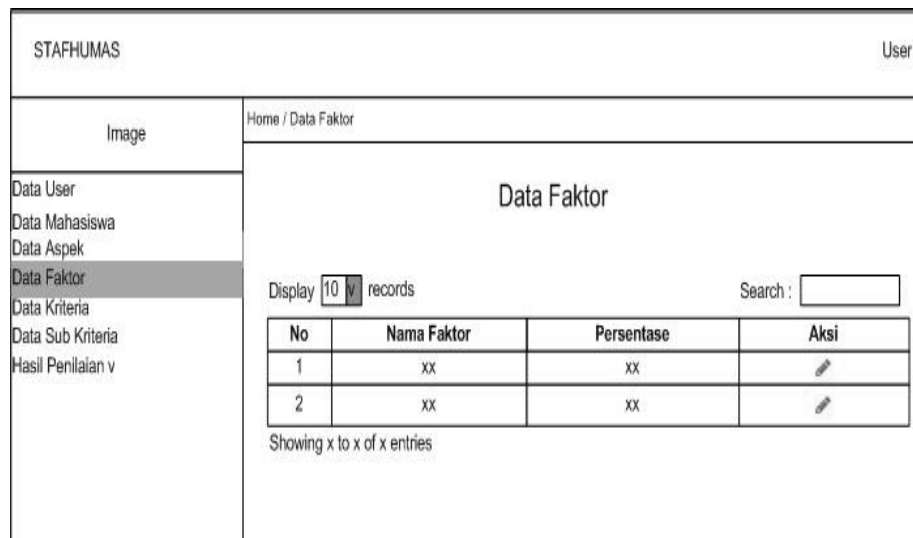 STAFHUMAS
User
Image
Home / Data Faktor
Data User
Data Mahasiswa
Data Aspek
Data Faktor
Data Kriteria
Data Sub Kriteria
Hasil Penilaian v
Data Faktor
Display 10 v records
Search :
No Nama Faktor Persentase Aksi
1 xx xx
2 xx xx
Showing x to x of x entries